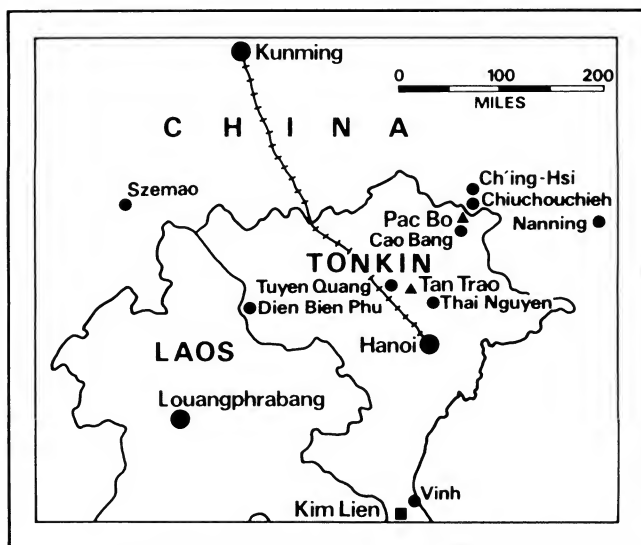 Kunming
0 200
MILES
CHINA
Szemao
Ch'ing-Hsi
Chiuchouchieh
Pac Bo
Nanning
Cao Bang
TONKIN
Tuyen Quang
Tan Trao
Dien Bien Phu
Thai Nguyen
Hanoi
LAOS
Louangphrabang
Vinh
Kim Lien